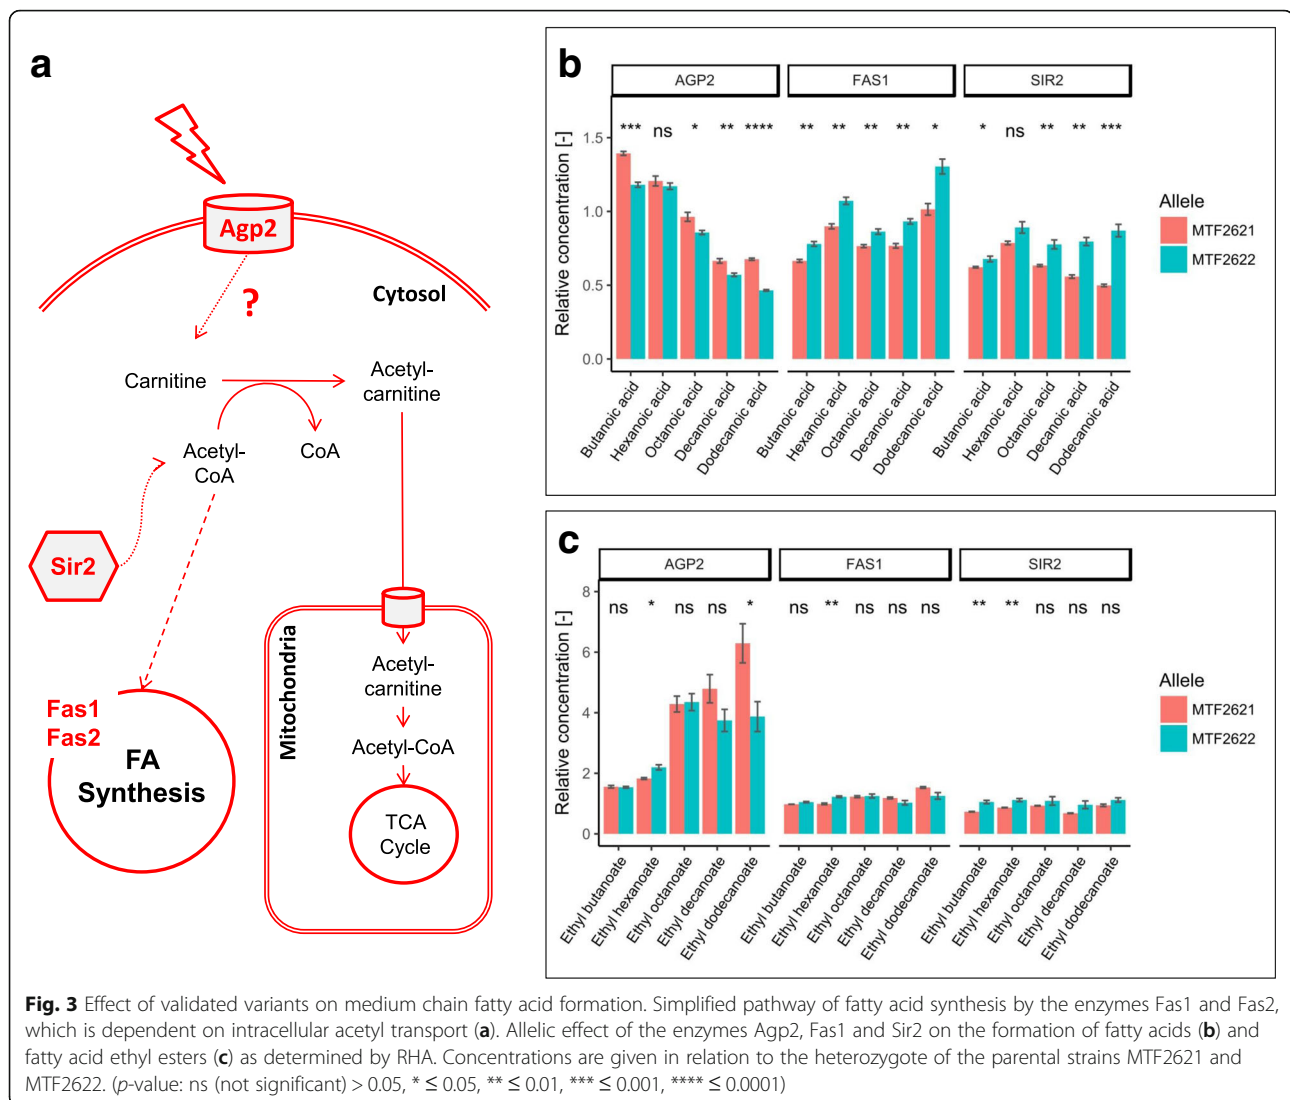 a
Agp2
?
Cytosol
Carnitine
Acetyl-
carnitine
Acetyl-
CoA
CoA
Sir2
Fas1
Fas2
FA
Synthesis
Mitochondria
Acetyl-
carnitine
Acetyl-CoA
TCA
Cycle
b
AGP2 FAS1 SIR2
*** ns * ** **** ** ** ** ** * * ns ** ** ***
Relative concentration [-]
1.5
1.0
0.5
0.0
Butanoic acid
Hexanoic acid
Octanoic acid
Decanoic acid
Dodecanoic acid
Butanoic acid
Hexanoic acid
Octanoic acid
Decanoic acid
Dodecanoic acid
Butanoic acid
Hexanoic acid
Octanoic acid
Decanoic acid
Dodecanoic acid
Allele
MTF2621
MTF2622
c
AGP2 FAS1 SIR2
ns * ns ns * ns ** ns ns ns ** ** ns ns ns
Relative concentration [-]
8
6
4
2
0
Ethyl butanoate
Ethyl hexanoate
Ethyl octanoate
Ethyl decanoate
Ethyl dodecanoate
Ethyl butanoate
Ethyl hexanoate
Ethyl octanoate
Ethyl decanoate
Ethyl dodecanoate
Ethyl butanoate
Ethyl hexanoate
Ethyl octanoate
Ethyl decanoate
Ethyl dodecanoate
Allele
MTF2621
MTF2622
Fig. 3 Effect of validated variants on medium chain fatty acid formation. Simplified pathway of fatty acid synthesis by the enzymes Fas1 and Fas2,
which is dependent on intracellular acetyl transport (a). Allelic effect of the enzymes Agp2, Fas1 and Sir2 on the formation of fatty acids (b) and
fatty acid ethyl esters (c) as determined by RHA. Concentrations are given in relation to the heterozygote of the parental strains MTF2621 and
MTF2622. (p-value: ns (not significant) > 0.05, * ≤ 0.05, ** ≤ 0.01, *** ≤ 0.001, **** ≤ 0.0001)